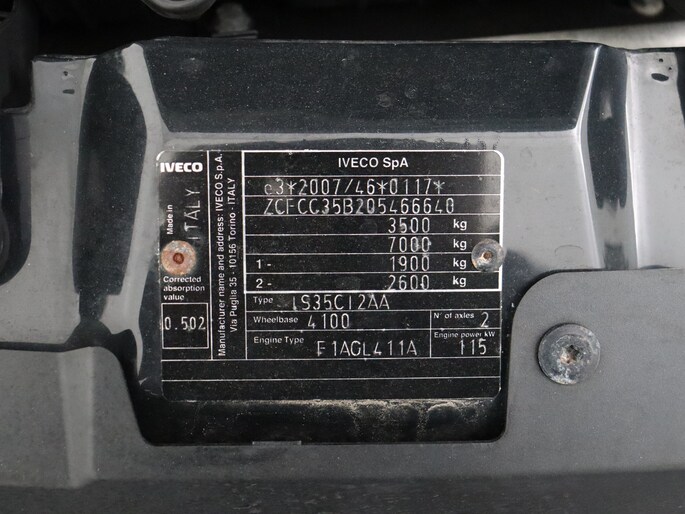 IVECO
Made in
ITALY
Corrected
absorption
value
0.502
Manufacturer name and address: IVECO S.p.A.
Via Puglia 35 - 10156 Torino - ITALY
IVECO SpA
e3*2007/46*0117*
ZCFCC35B205466640
3500 kg
7000 kg
1 - 1900 kg
2 - 2600 kg
Type IS35C12AA
Wheelbase 4100 N° of axles 2
Engine Type F1AGL411A Engine power kW 115